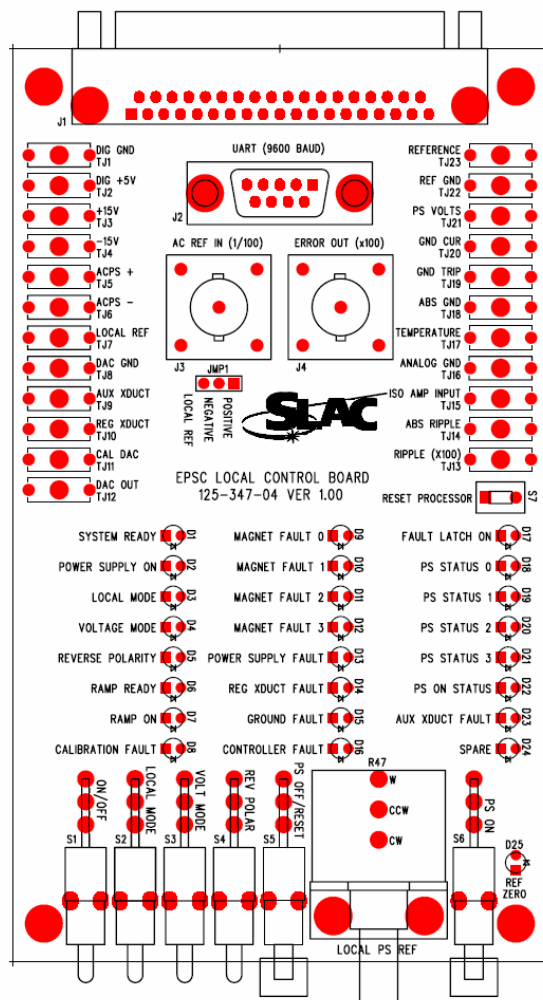 J1
DIG GND
TJ1
DIG +5V
TJ2
+15V
TJ3
-15V
TJ4
ACPS +
TJ5
ACPS -
TJ6
LOCAL REF
TJ7
DAC GND
TJ8
AUX XDUCT
TJ9
REG XDUCT
TJ10
CAL DAC
TJ11
DAC OUT
TJ12
UART (9600 BAUD)
J2
AC REF IN (1/100)
J3
ERROR OUT (x100)
J4
JMP1
LOCAL REF
NEGATIVE
POSITIVE
SLAC
REFERENCE
TJ23
REF GND
TJ22
PS VOLTS
TJ21
GND CUR
TJ20
GND TRIP
TJ19
ABS GND
TJ18
TEMPERATURE
TJ17
ANALOG GND
TJ16
ISO AMP INPUT
TJ15
ABS RIPPLE
TJ14
RIPPLE (X100)
TJ13
EPSC LOCAL CONTROL BOARD
125-347-04 VER 1.00
RESET PROCESSOR
S7
SYSTEM READY D1
POWER SUPPLY ON D2
LOCAL MODE D3
VOLTAGE MODE D4
REVERSE POLARITY D5
RAMP READY D6
RAMP ON D7
CALIBRATION FAULT D8
MAGNET FAULT 0 D9
MAGNET FAULT 1 D10
MAGNET FAULT 2 D11
MAGNET FAULT 3 D12
POWER SUPPLY FAULT D13
REG XDUCT FAULT D14
GROUND FAULT D15
CONTROLLER FAULT D16
FAULT LATCH ON D17
PS STATUS 0 D18
PS STATUS 1 D19
PS STATUS 2 D20
PS STATUS 3 D21
PS ON STATUS D22
AUX XDUCT FAULT D23
SPARE D24
S1
ON/OFF
S2
LOCAL MODE
S3
VOLT MODE
S4
REV POLAR
S5
PS OFF/RESET
R47
W
CCW
CW
LOCAL PS REF
S6
PS ON
D25
REF
ZERO